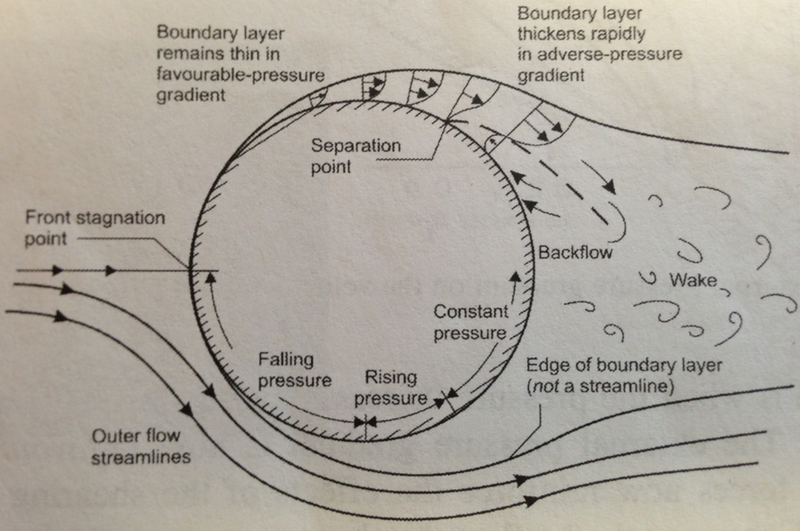 Boundary layer
remains thin in
favourable-pressure
gradient
Boundary layer
thickens rapidly
in adverse-pressure
gradient
Separation
point
Front stagnation
point
Backflow
Wake
Constant
pressure
Falling
pressure
Rising
pressure
Edge of boundary layer
(not a streamline)
Outer flow
streamlines